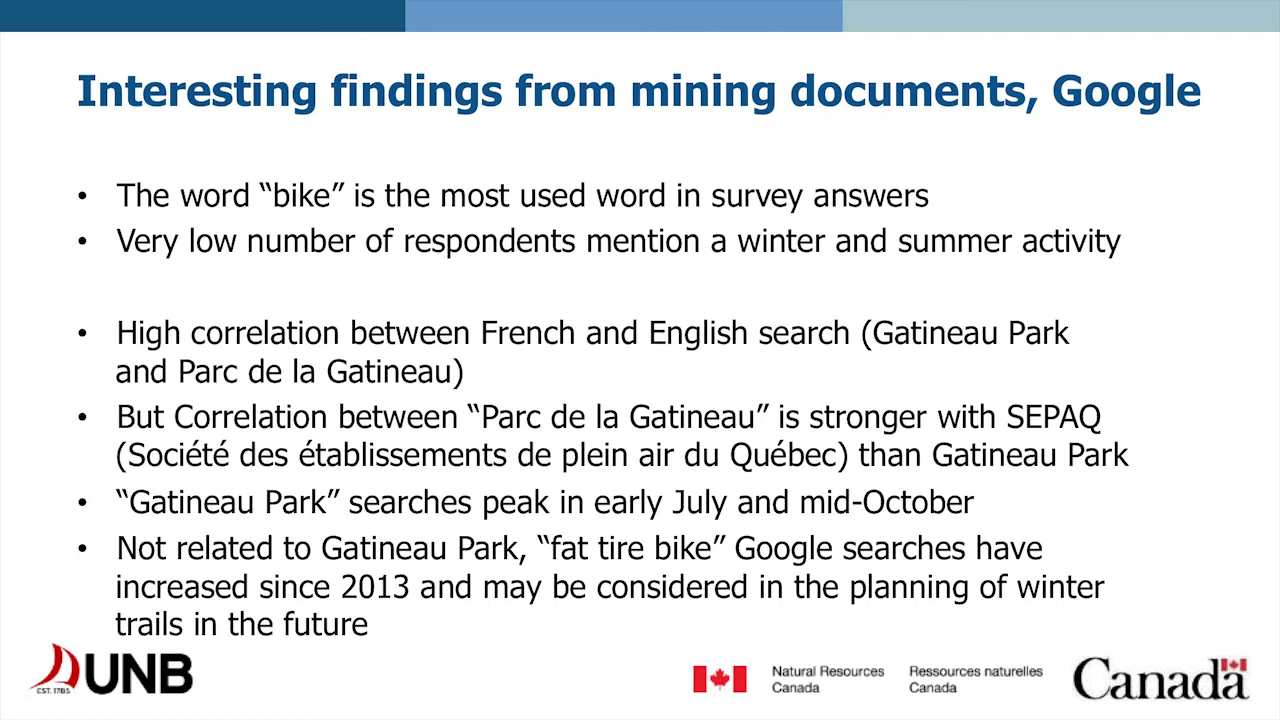 Interesting findings from mining documents, Google
• The word “bike” is the most used word in survey answers
• Very low number of respondents mention a winter and summer activity
• High correlation between French and English search (Gatineau Park
and Parc de la Gatineau)
• But Correlation between “Parc de la Gatineau” is stronger with SEPAQ
(Société des établissements de plein air du Québec) than Gatineau Park
• “Gatineau Park” searches peak in early July and mid-October
• Not related to Gatineau Park, “fat tire bike” Google searches have
increased since 2013 and may be considered in the planning of winter
trails in the future
UNB
EST. 1785
Natural Resources
Canada
Ressources naturelles
Canada
Canada